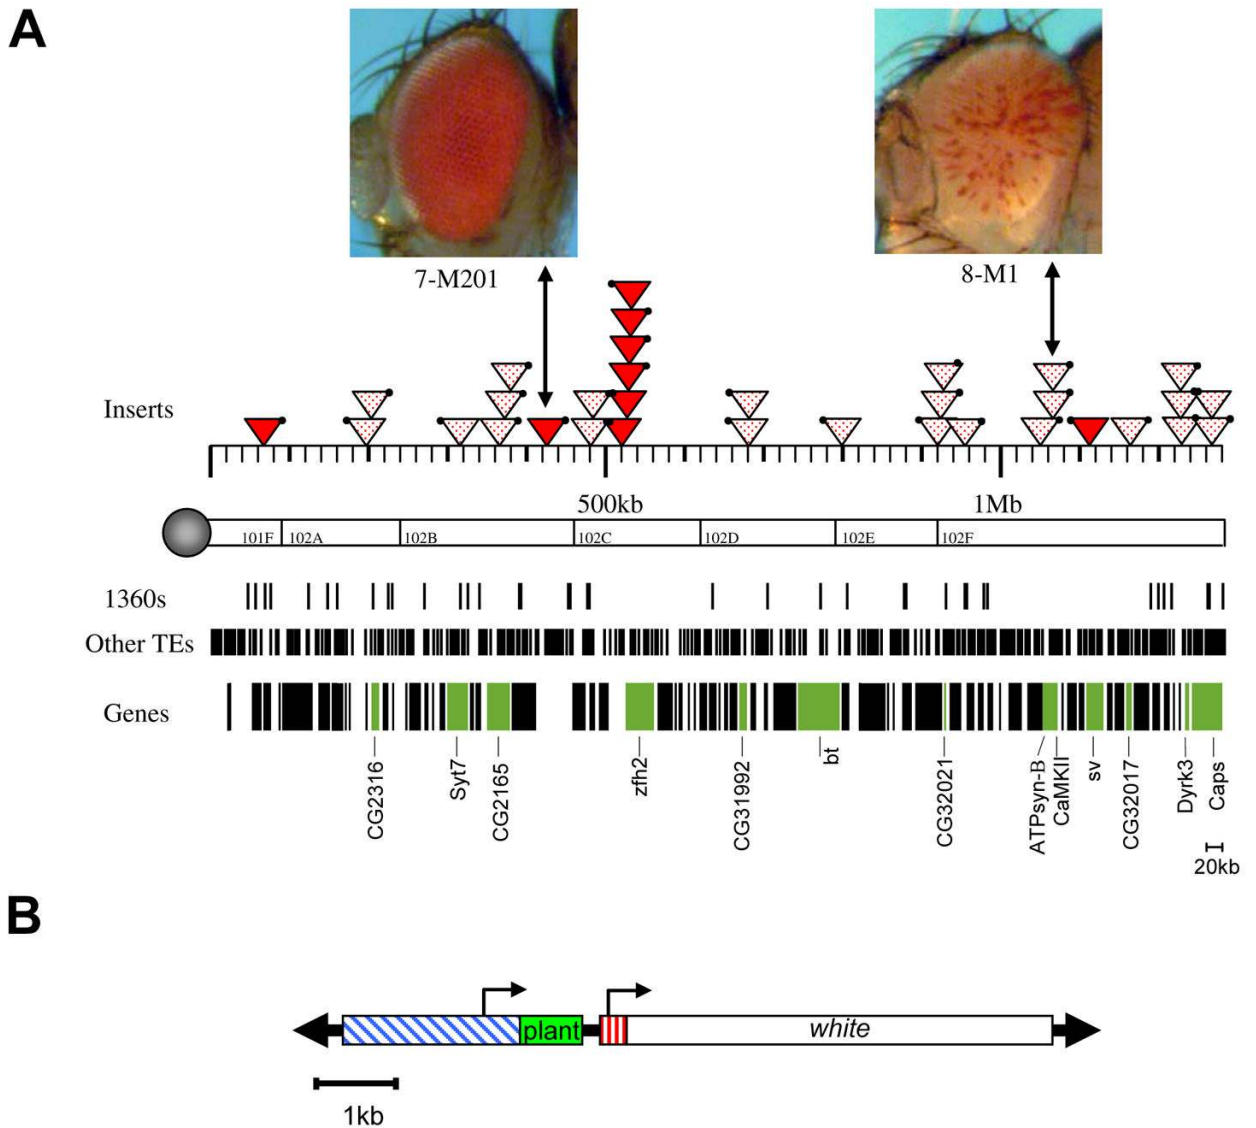 A
7-M201
8-M1
Inserts
500kb
1Mb
101F 102A 102B 102C 102D 102E 102F
1360s
Other TEs
Genes
CG2316
Syt7
CG2165
zfh2
CG31992
bt
CG32021
ATPsyn-B
CaMKII
sv
CG32017
Dyrk3
Caps
20kb
B
plant
white
1kb